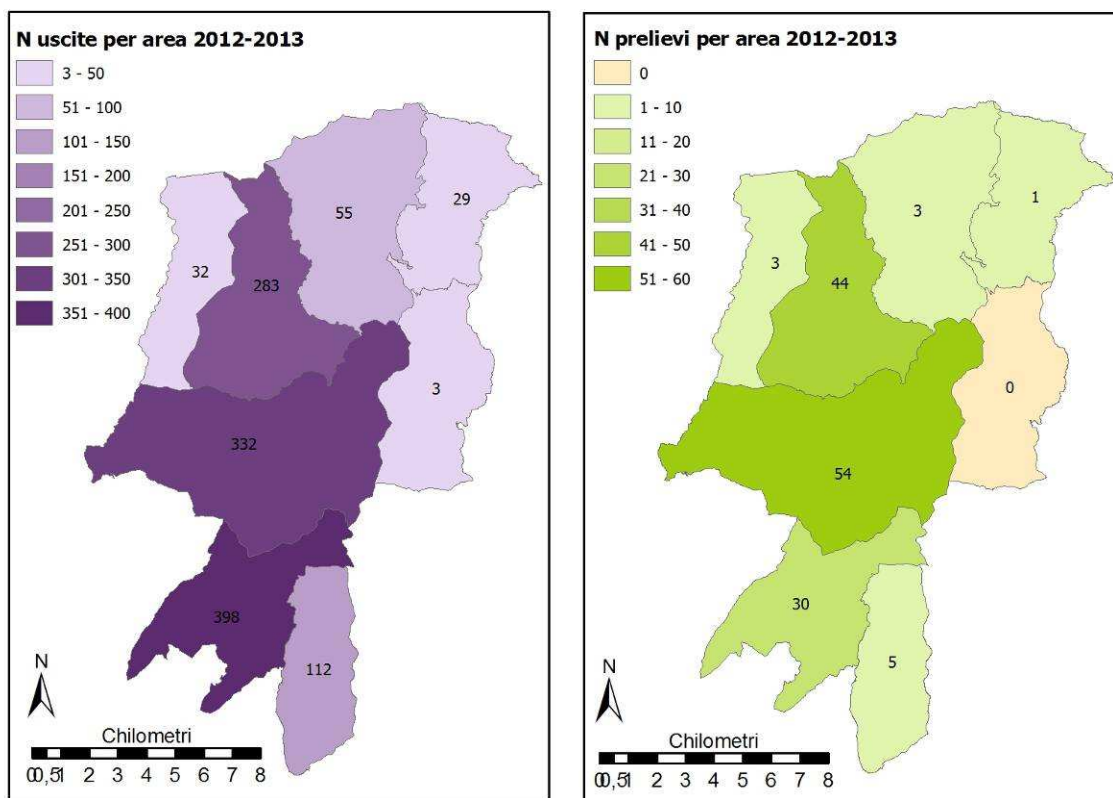 N uscite per area 2012-2013
3 - 50
51 - 100
101 - 150
151 - 200
201 - 250
251 - 300
301 - 350
351 - 400
55
29
32
283
3
332
398
112
N
Chilometri
0 0,5 1 2 3 4 5 6 7 8
N prelievi per area 2012-2013
0
1 - 10
11 - 20
21 - 30
31 - 40
41 - 50
51 - 60
3
1
3
44
0
54
30
5
N
Chilometri
0 0,5 1 2 3 4 5 6 7 8